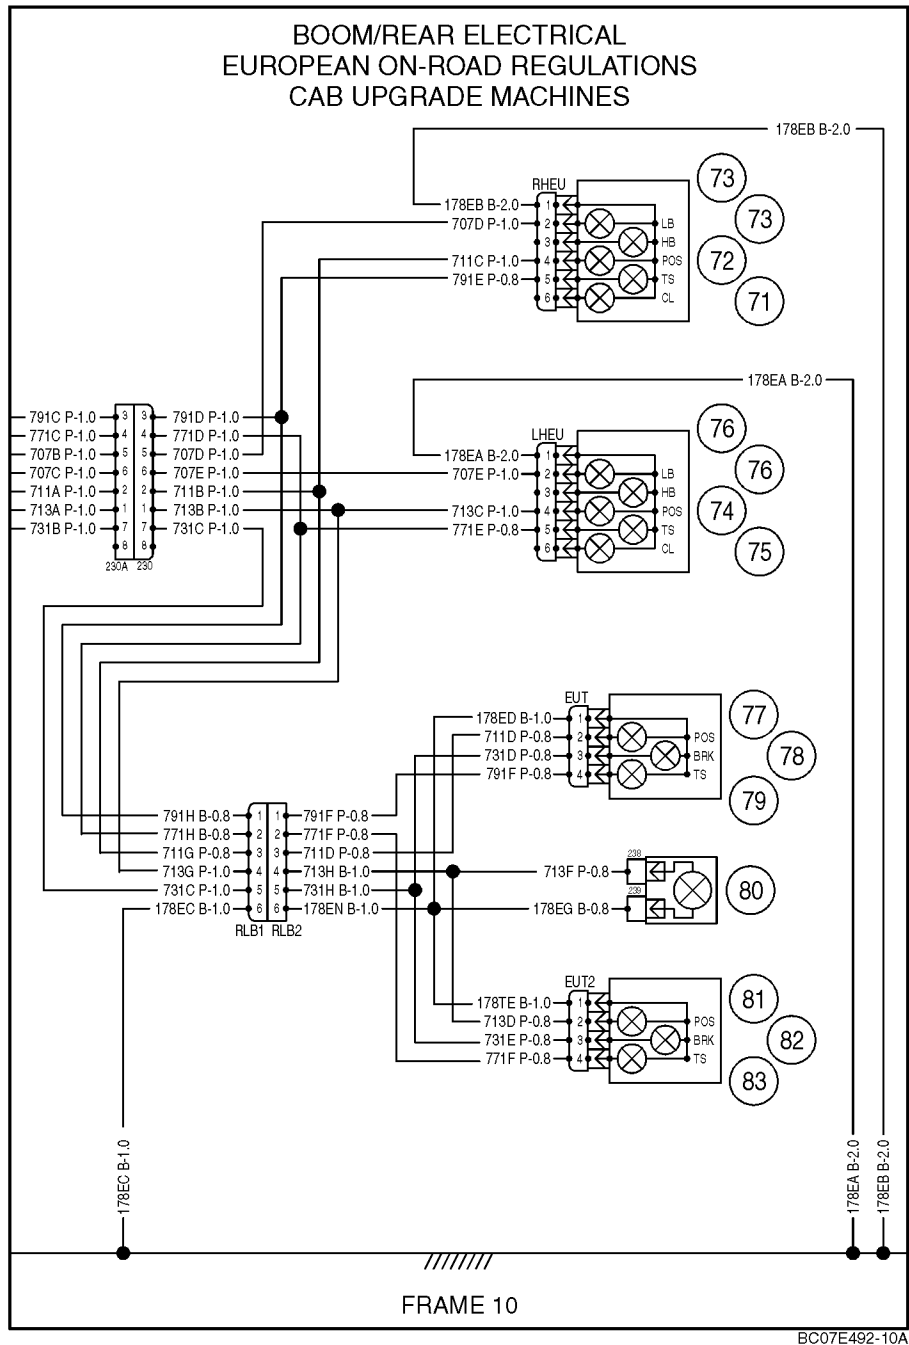 BOOM/REAR ELECTRICAL
EUROPEAN ON-ROAD REGULATIONS
CAB UPGRADE MACHINES
178EB B-2.0
RHEU
73
178EB B-2.0 1
707D P-1.0 2 LB
73
3 HB
711C P-1.0 4 POS
72
791E P-0.8 5 TS
6 CL
71
178EA B-2.0
791C P-1.0 3 3 791D P-1.0
771C P-1.0 4 4 771D P-1.0
707B P-1.0 5 5 707D P-1.0
707C P-1.0 6 6 707E P-1.0
711A P-1.0 2 2 711B P-1.0
713A P-1.0 1 1 713B P-1.0
731B P-1.0 7 7 731C P-1.0
8 8
230A 230
LHEU
76
178EA B-2.0 1
707E P-1.0 2 LB
76
3 HB
713C P-1.0 4 POS
74
771E P-0.8 5 TS
6 CL
75
EUT
77
178ED B-1.0 1
711D P-0.8 2 POS
731D P-0.8 3 BRK
78
791F P-0.8 4 TS
79
791H B-0.8 1 1 791F P-0.8
771H B-0.8 2 2 771F P-0.8
711G P-0.8 3 3 711D P-0.8
713G P-1.0 4 4 713H B-1.0
731C P-1.0 5 5 731H B-1.0
178EC B-1.0 6 6 178EN B-1.0
RLB1 RLB2
238
713F P-0.8
80
239
178EG B-0.8
EUT2
81
178TE B-1.0 1
713D P-0.8 2 POS
731E P-0.8 3 BRK
82
771F P-0.8 4 TS
83
178EC B-1.0
178EA B-2.0
178EB B-2.0
FRAME 10
BC07E492-10A